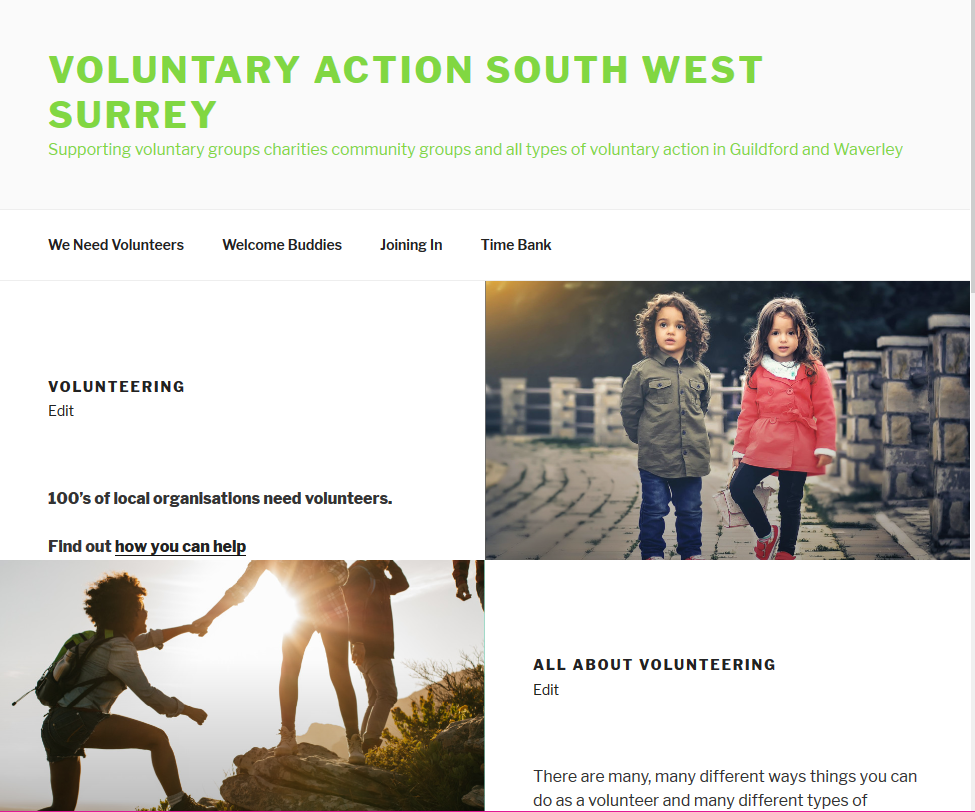 VOLUNTARY ACTION SOUTH WEST
SURREY
Supporting voluntary groups charities community groups and all types of voluntary action in Guildford and Waverley
We Need Volunteers Welcome Buddies Joining In Time Bank
VOLUNTEERING
Edit
100’s of local organisations need volunteers.
Find out how you can help
ALL ABOUT VOLUNTEERING
Edit
There are many, many different ways things you can
do as a volunteer and many different types of